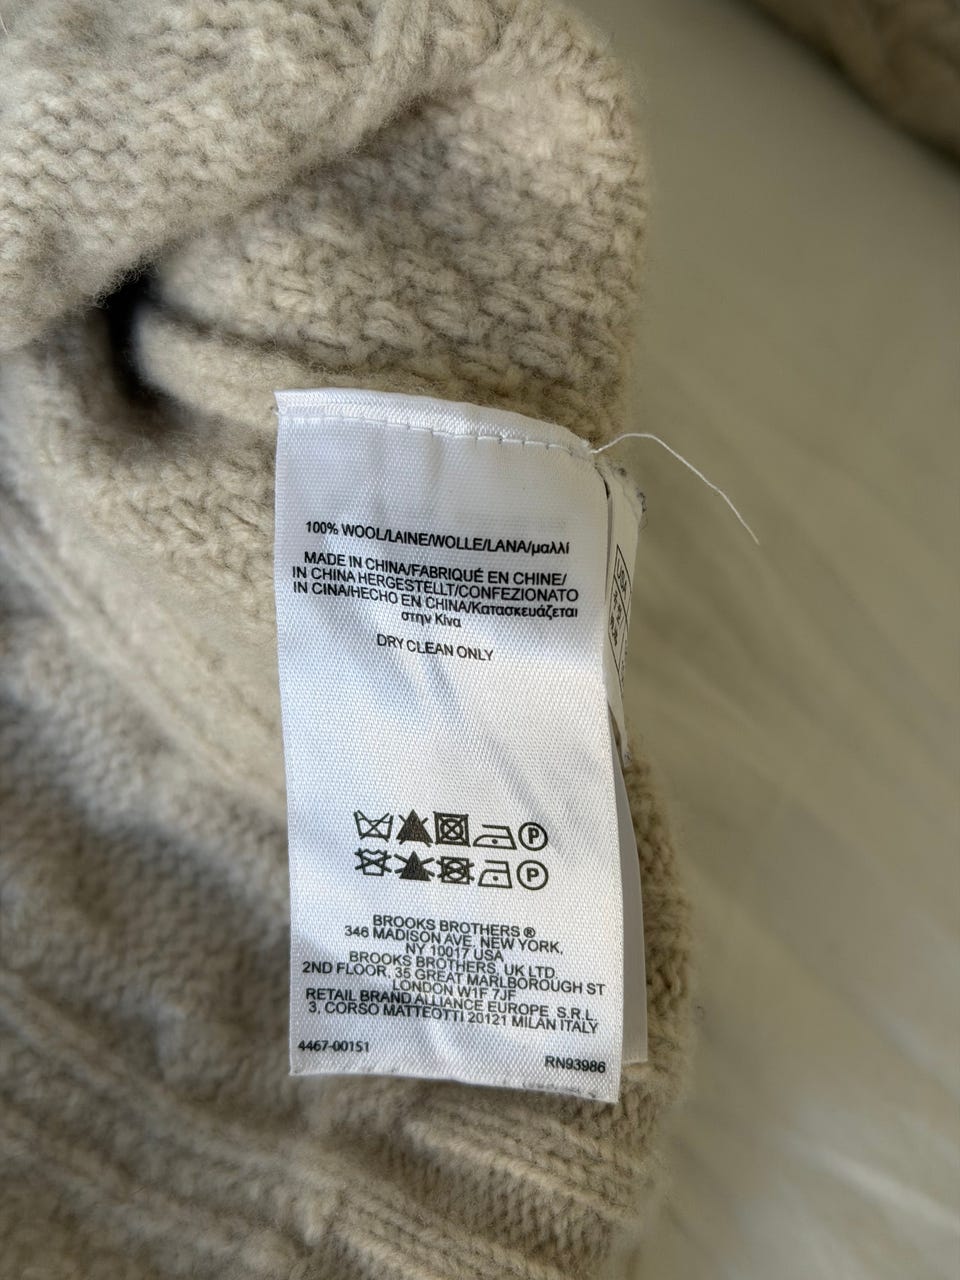 100% WOOL/LAINE/WOLLE/LANA/μαλλί
MADE IN CHINA/FABRIQUÉ EN CHINE/
IN CHINA HERGESTELLT/CONFEZIONATO
IN CINA/HECHO EN CHINA/Κατασκευάζεται
στην Κίνα
DRY CLEAN ONLY
P
P
BROOKS BROTHERS ®
346 MADISON AVE, NEW YORK,
NY 10017 USA
BROOKS BROTHERS, UK LTD
2ND FLOOR, 35 GREAT MARLBOROUGH ST
LONDON W1F 7JF
RETAIL BRAND ALLIANCE EUROPE S.R.L.
3, CORSO MATTEOTTI 20121 MILAN ITALY
4467-00151
RN93986